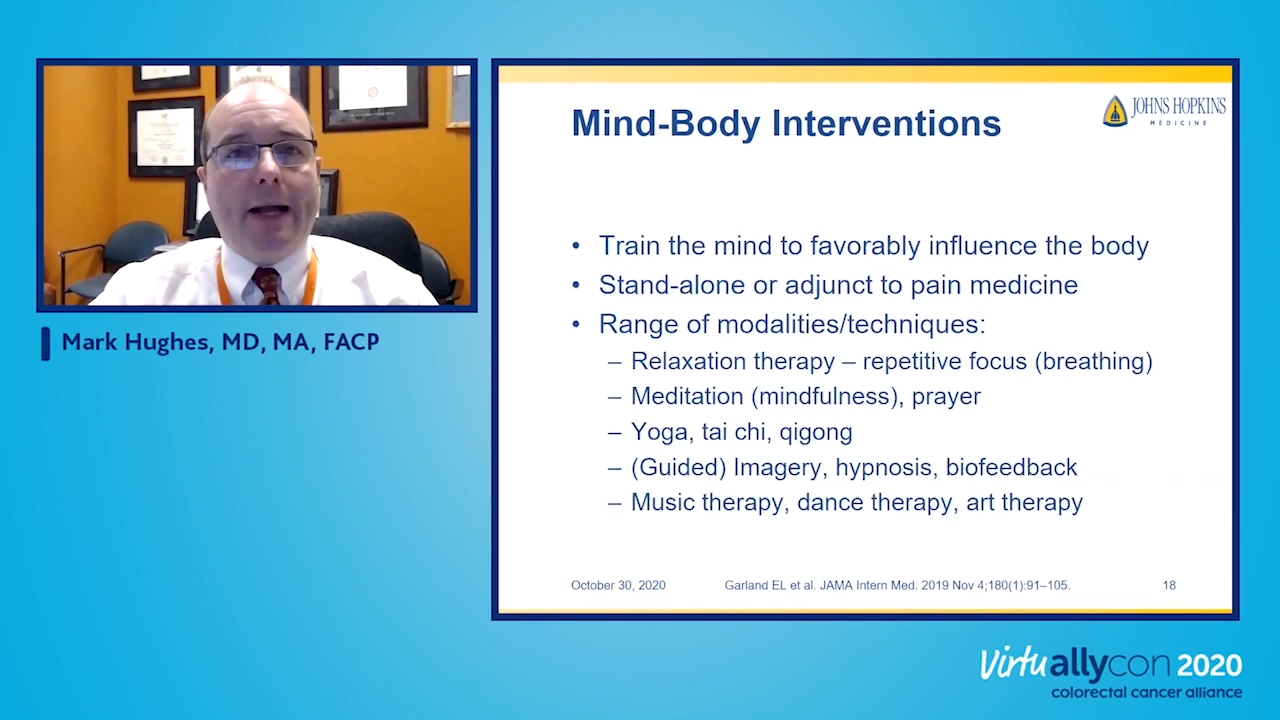 Mark Hughes, MD, MA, FACP
Mind-Body Interventions
JOHNS HOPKINS
MEDICINE
• Train the mind to favorably influence the body
• Stand-alone or adjunct to pain medicine
• Range of modalities/techniques:
– Relaxation therapy – repetitive focus (breathing)
– Meditation (mindfulness), prayer
– Yoga, tai chi, qigong
– (Guided) Imagery, hypnosis, biofeedback
– Music therapy, dance therapy, art therapy
October 30, 2020 Garland EL et al. JAMA Intern Med. 2019 Nov 4;180(1):91–105. 18
Virtuallycon 2020
colorectal cancer alliance